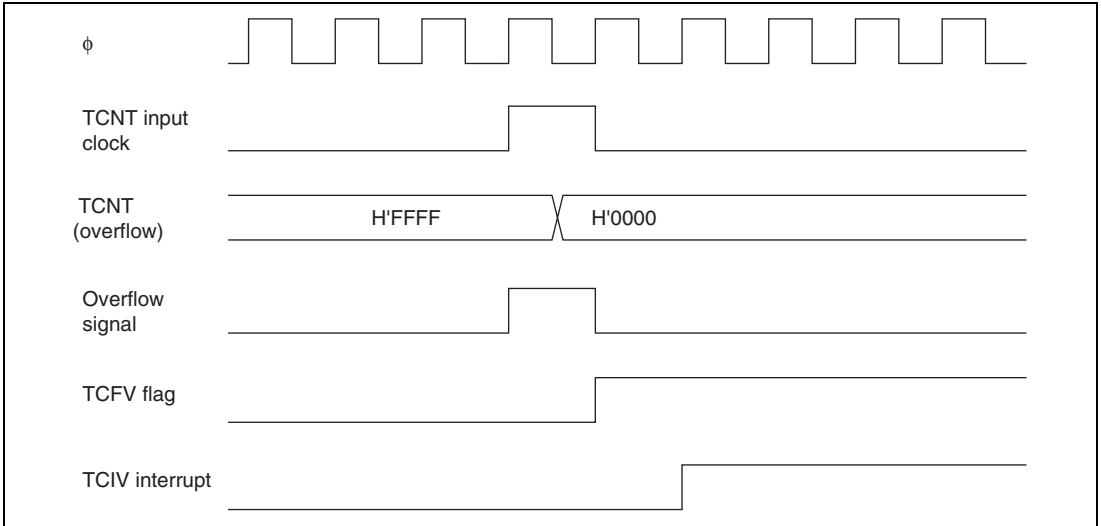 ϕ
TCNT input
clock
TCNT
(overflow)
H'FFFF
H'0000
Overflow
signal
TCFV flag
TCIV interrupt